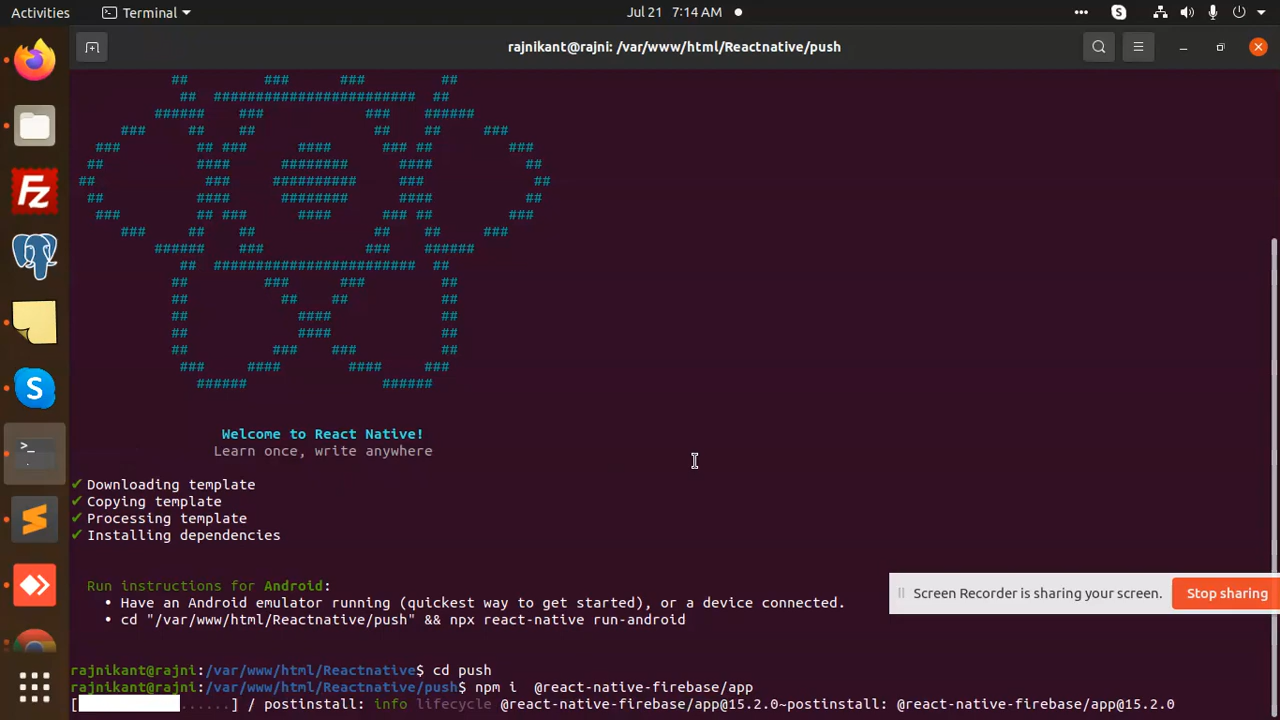 Activities
Terminal
Jul 21 7:14 AM
rajnikant@rajni: /var/www/html/Reactnative/push
## ### ### ##
## ######################## ##
###### ### ### ######
### ## ## ## ## ###
### ## ### #### ### ## ###
## #### ######## #### ##
## ### ########## ### ##
## #### ######## #### ##
### ## ### #### ### ## ###
### ## ## ## ## ###
###### ### ### ######
## ######################## ##
## ### ### ##
## ## ## ##
## #### ##
## #### ##
## ### ### ##
### #### #### ###
###### ######
Welcome to React Native!
Learn once, write anywhere
✔ Downloading template
✔ Copying template
✔ Processing template
✔ Installing dependencies
Run instructions for Android:
• Have an Android emulator running (quickest way to get started), or a device connected.
• cd "/var/www/html/Reactnative/push" && npx react-native run-android
Screen Recorder is sharing your screen.
Stop sharing
rajnikant@rajni:/var/www/html/Reactnative$ cd push
rajnikant@rajni:/var/www/html/Reactnative/push$ npm i  @react-native-firebase/app
[ ......] / postinstall: info lifecycle @react-native-firebase/app@15.2.0~postinstall: @react-native-firebase/app@15.2.0